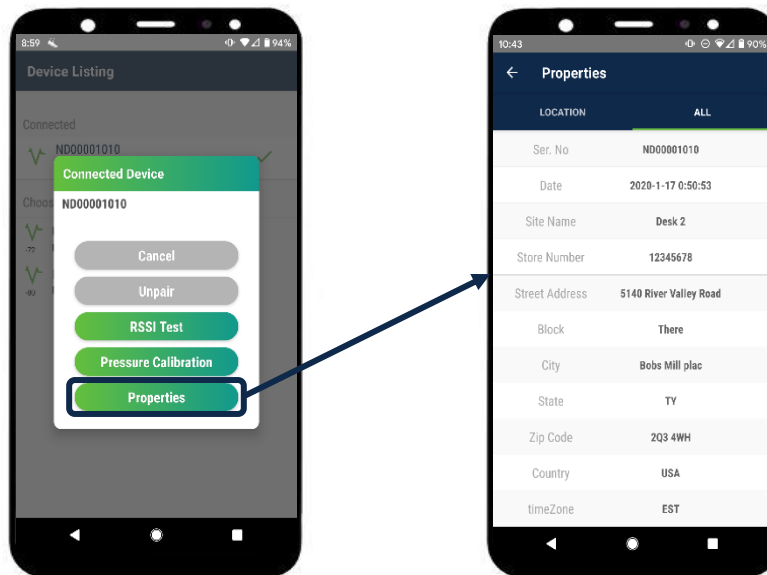 8:59
94%
Device Listing
Connected
ND00001010
Connected Device
Choos
ND00001010
-72
-80
Cancel
Unpair
RSSI Test
Pressure Calibration
Properties
10:43
90%
Properties
LOCATION ALL
Ser. No ND00001010
Date 2020-1-17 0:50:53
Site Name Desk 2
Store Number 12345678
Street Address 5140 River Valley Road
Block There
City Bobs Mill plac
State TY
Zip Code 2Q3 4WH
Country USA
timeZone EST